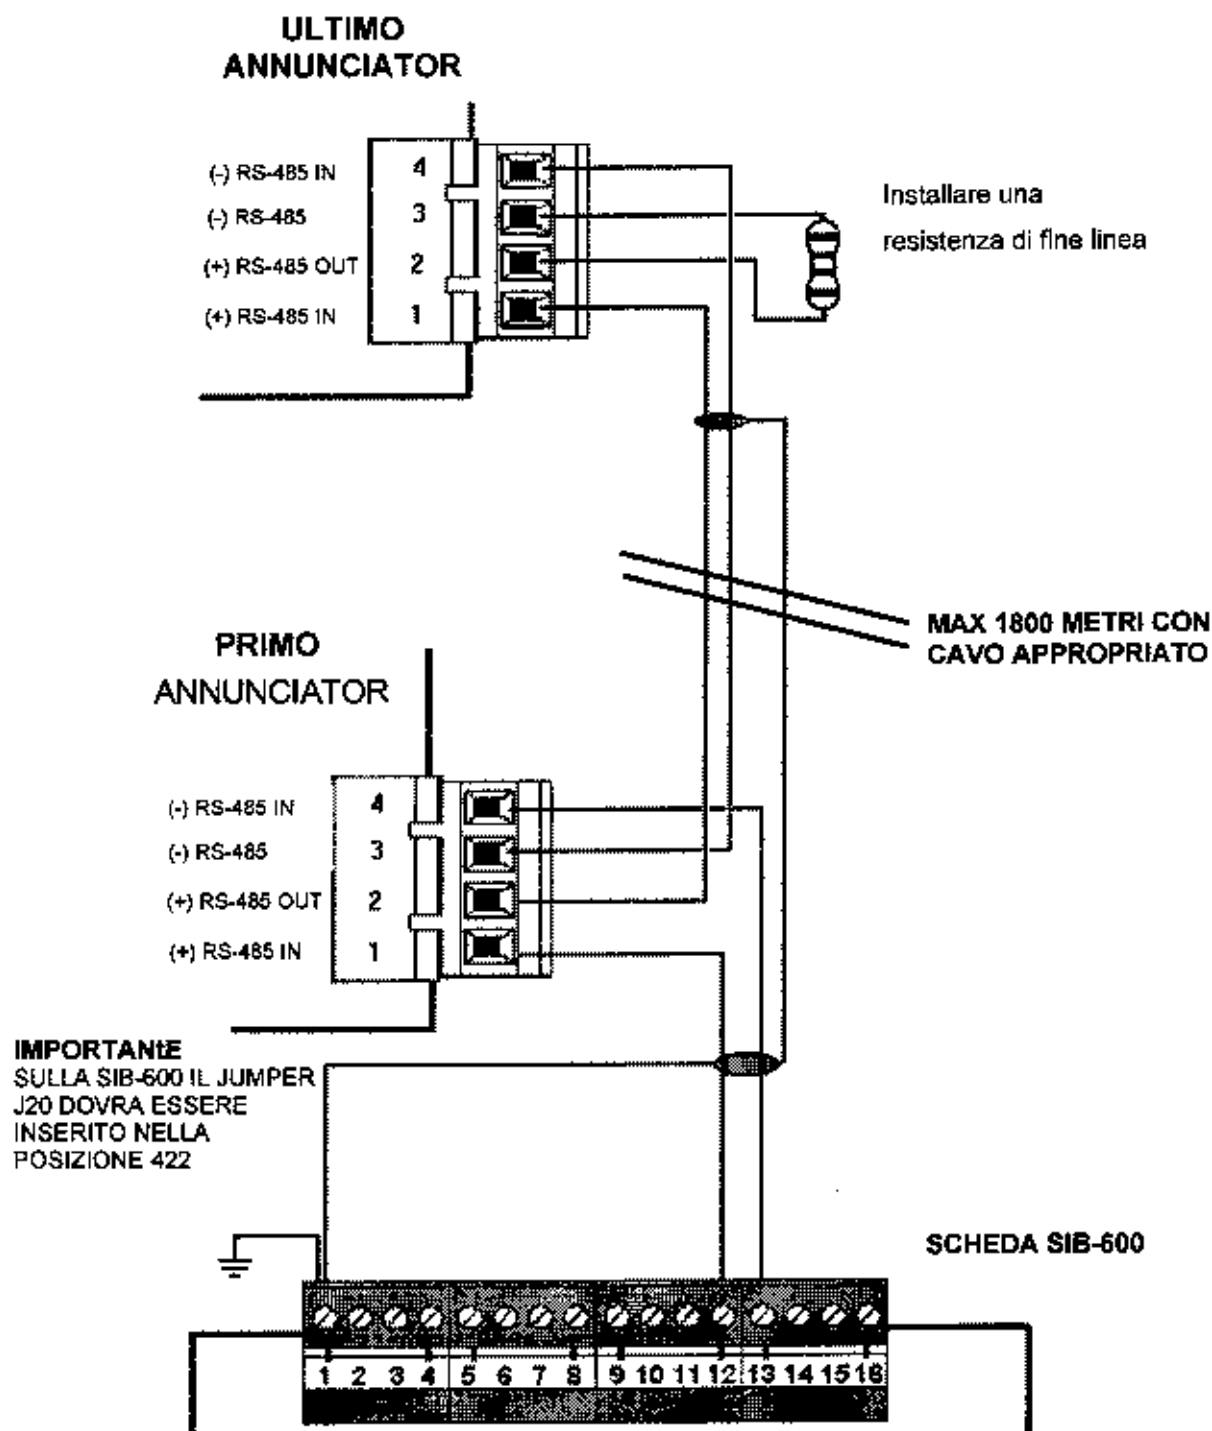 ULTIMO
ANNUNCIATOR
(-) RS-485 IN 4
(-) RS-485 3
(+) RS-485 OUT 2
(+) RS-485 IN 1
Installare una
resistenza di fine linea
MAX 1800 METRI CON
CAVO APPROPRIATO
PRIMO
ANNUNCIATOR
(-) RS-485 IN 4
(-) RS-485 3
(+) RS-485 OUT 2
(+) RS-485 IN 1
IMPORTANtE
SULLA SIB-600 IL JUMPER
J20 DOVRA ESSERE
INSERITO NELLA
POSIZIONE 422
SCHEDA SIB-600
1 2 3 4 5 6 7 8 9 10 11 12 13 14 15 16